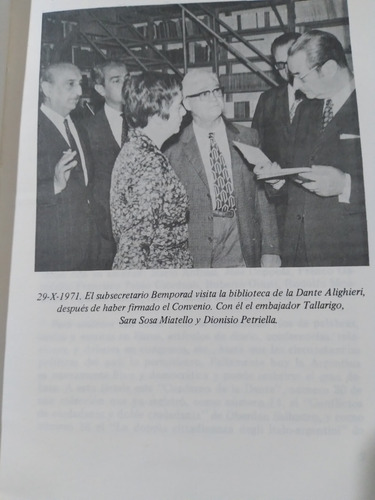 29-X-1971. El subsecretario Bemporad visita la biblioteca de la Dante Alighieri,
después de haber firmado el Convenio. Con él el embajador Tallarigo,
Sara Sosa Miatello y Dionisio Petriella.